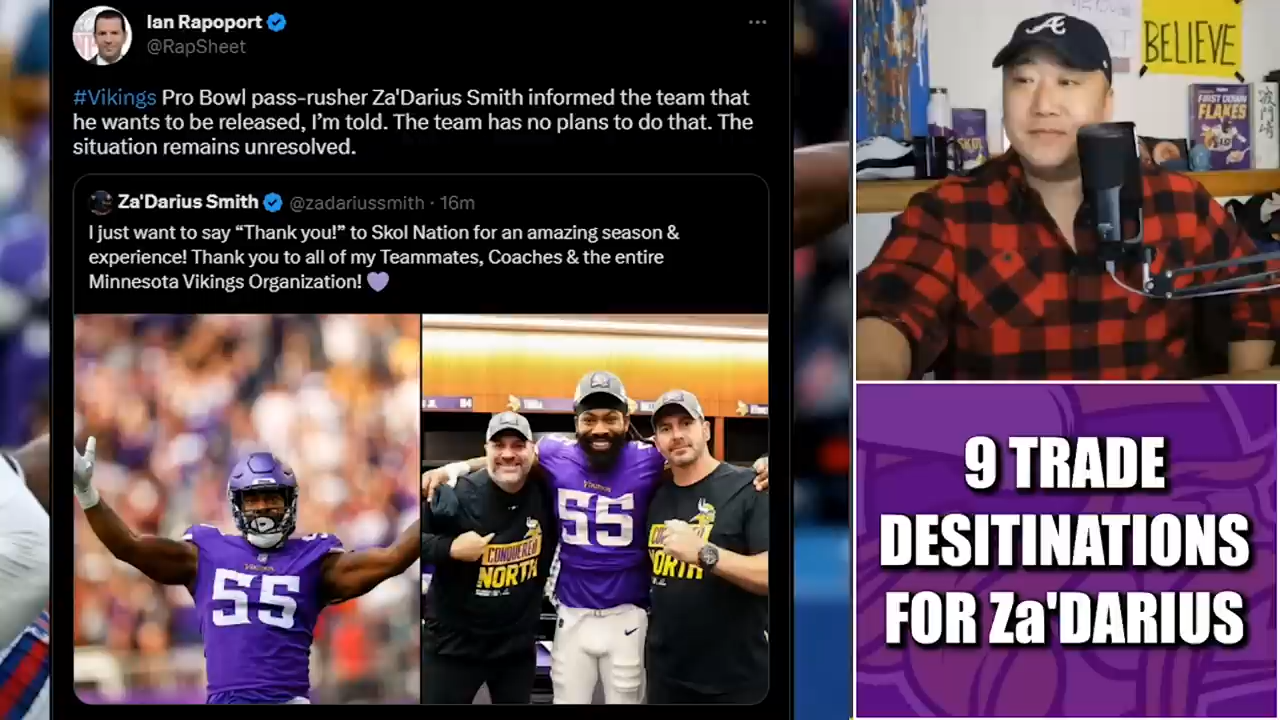 Ian Rapoport
@RapSheet
#Vikings Pro Bowl pass-rusher Za'Darius Smith informed the team that
he wants to be released, I'm told. The team has no plans to do that. The
situation remains unresolved.
Za'Darius Smith @zadariussmith · 16m
I just want to say “Thank you!” to Skol Nation for an amazing season &
experience! Thank you to all of my Teammates, Coaches & the entire
Minnesota Vikings Organization! 💜
55
VIKINGS
55
CONQUERED
NORTH
NORTH
BELIEVE
FIRST DOWN
FLAKES
SKOL
9 TRADE
DESITINATIONS
FOR Za'DARIUS